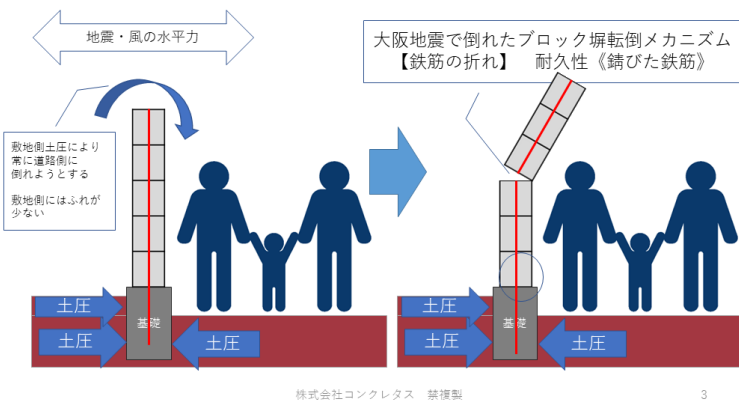 地震・風の水平力
敷地側土圧により
常に道路側に
倒れようとする
敷地側にはふれが
少ない
土圧
土圧
基礎
土圧
大阪地震で倒れたブロック塀転倒メカニズム
【鉄筋の折れ】　耐久性《錆びた鉄筋》
土圧
土圧
基礎
土圧
株式会社コンクレタス　禁複製
3